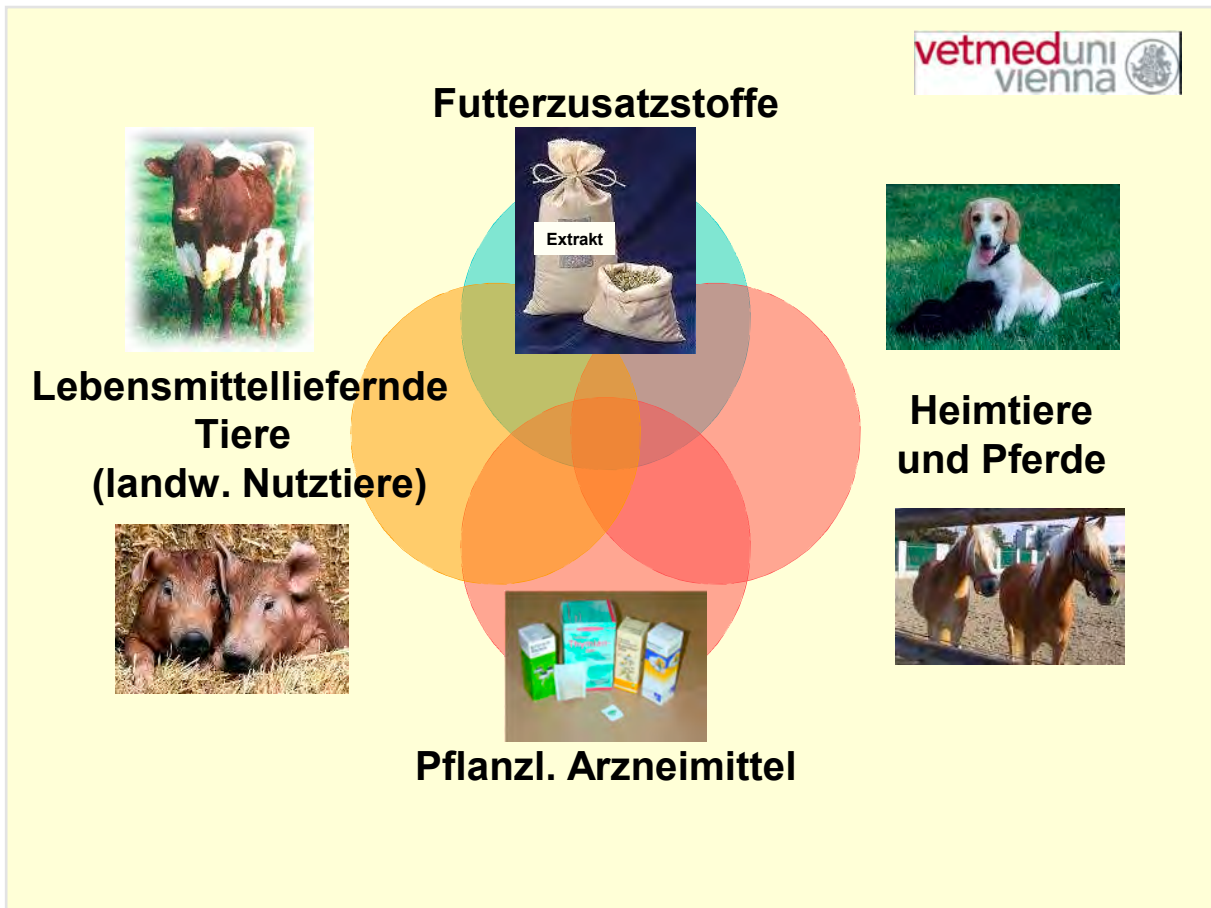 vetmeduni
vienna
Futterzusatzstoffe
Extrakt
Lebensmittelliefernde
Tiere
(landw. Nutztiere)
Heimtiere
und Pferde
Pflanzl. Arzneimittel